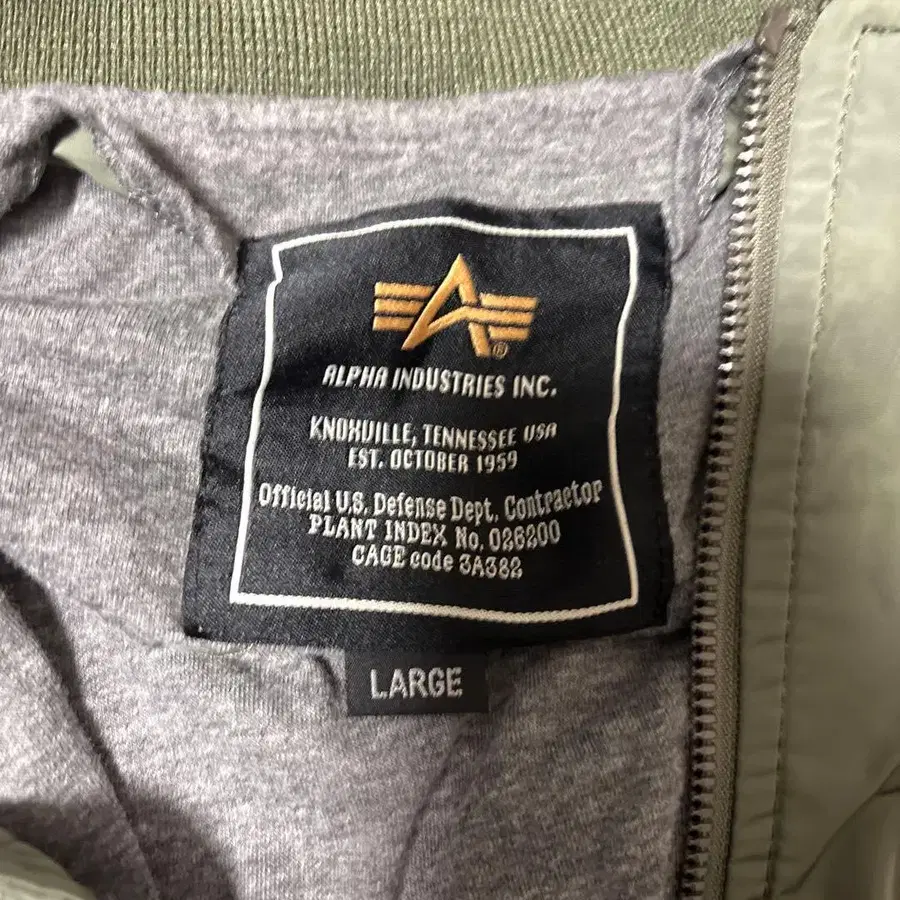 ALPHA INDUSTRIES INC.
KNOXVILLE, TENNESSEE USA
EST. OCTOBER 1959
Official U.S. Defense Dept. Contractor
PLANT INDEX No. 026200
CAGE code 3A382
LARGE